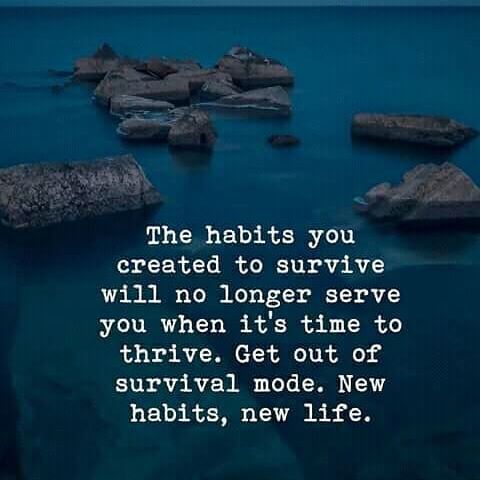 The habits you
created to survive
will no longer serve
you when it's time to
thrive. Get out of
survival mode. New
habits, new life.